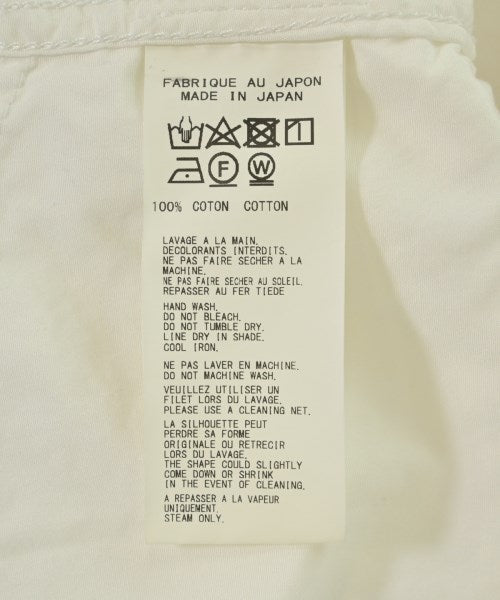 FABRIQUE AU JAPON
MADE IN JAPAN
F W
100% COTON COTTON
LAVAGE A LA MAIN.
DECOLORANTS INTERDITS.
NE PAS FAIRE SECHER A LA
MACHINE.
NE PAS FAIRE SECHER AU SOLEIL.
REPASSER AU FER TIEDE
HAND WASH.
DO NOT BLEACH.
DO NOT TUMBLE DRY.
LINE DRY IN SHADE.
COOL IRON.
NE PAS LAVER EN MACHINE.
DO NOT MACHINE WASH.
VEUILLEZ UTILISER UN
FILET LORS DU LAVAGE.
PLEASE USE A CLEANING NET.
LA SILHOUETTE PEUT
PERDRE SA FORME
ORIGINALE OU RETRECIR
LORS DU LAVAGE.
THE SHAPE COULD SLIGHTLY
COME DOWN OR SHRINK
IN THE EVENT OF CLEANING.
A REPASSER A LA VAPEUR
UNIQUEMENT.
STEAM ONLY.